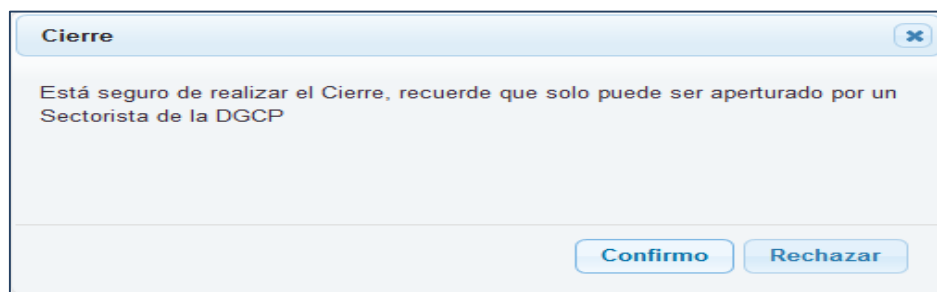 Cierre
Está seguro de realizar el Cierre, recuerde que solo puede ser aperturado por un
Sectorista de la DGCP
Confirmo Rechazar